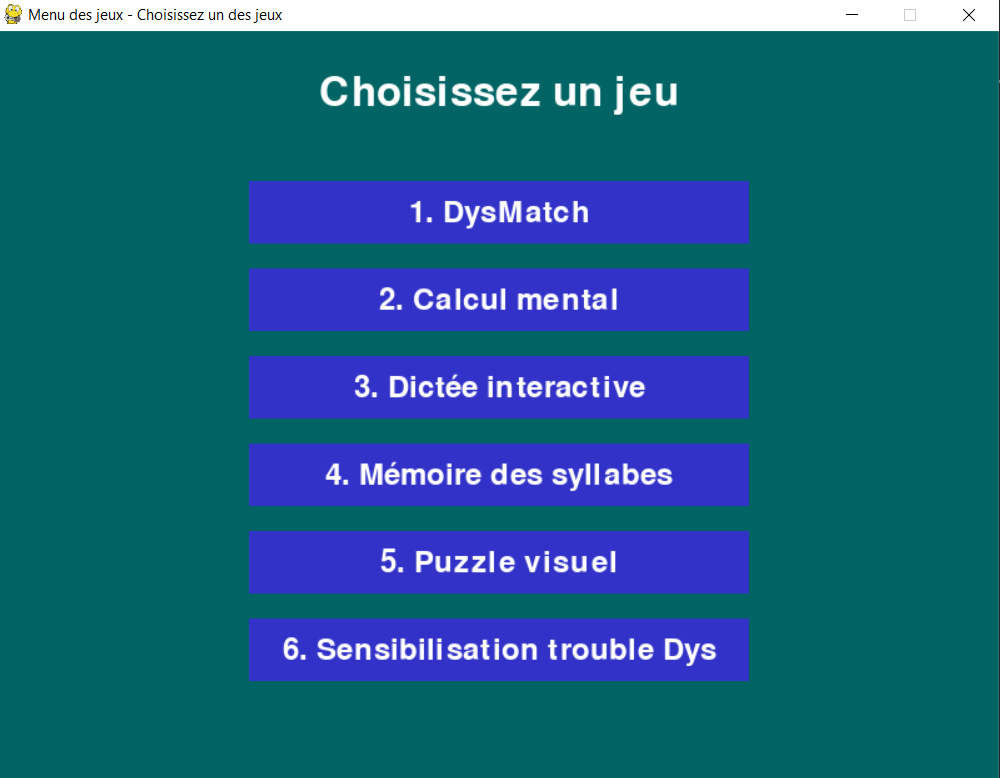 Menu des jeux - Choisissez un des jeux
Choisissez un jeu
1. DysMatch
2. Calcul mental
3. Dictée interactive
4. Mémoire des syllabes
5. Puzzle visuel
6. Sensibilisation trouble Dys